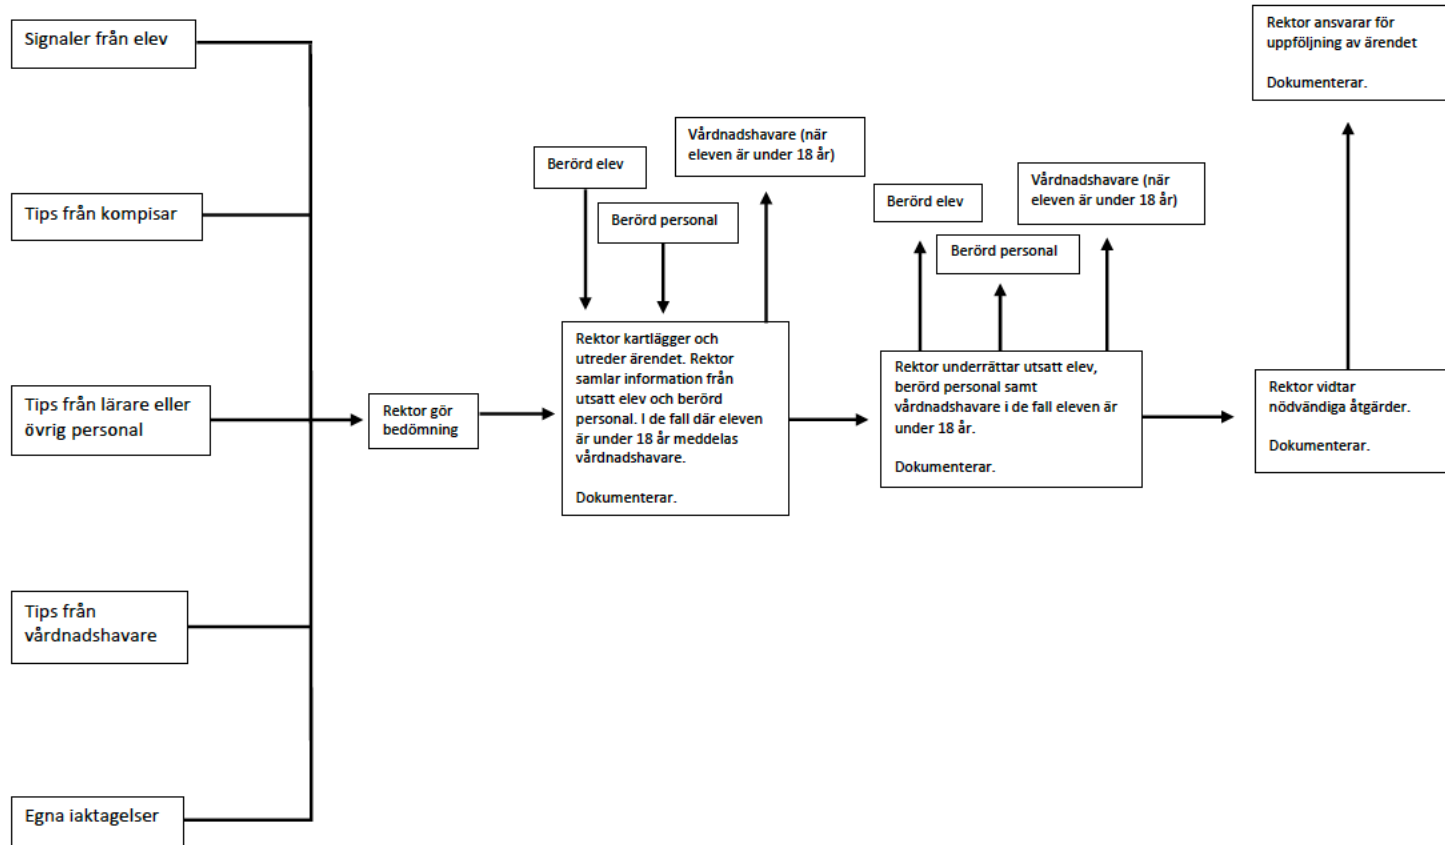 Signaler från elev
Tips från kompisar
Tips från lärare eller
övrig personal
Tips från
vårdnadshavare
Egna iaktagelser
Rektor gör
bedömning
Berörd elev
Berörd personal
Vårdnadshavare (när
eleven är under 18 år)
Rektor kartlägger och
utreder ärendet. Rektor
samlar information från
utsatt elev och berörd
personal. I de fall där eleven
är under 18 år meddelas
vårdnadshavare.
Dokumenterar.
Berörd elev
Berörd personal
Vårdnadshavare (när
eleven är under 18 år)
Rektor underrättar utsatt elev,
berörd personal samt
vårdnadshavare i de fall eleven är
under 18 år.
Dokumenterar.
Rektor vidtar
nödvändiga åtgärder.
Dokumenterar.
Rektor ansvarar för
uppföljning av ärendet
Dokumenterar.